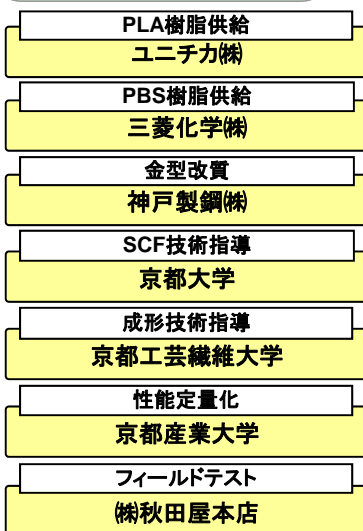 PLA樹脂供給
ユニチカ㈱
PBS樹脂供給
三菱化学㈱
金型改質
神戸製鋼㈱
SCF技術指導
京都大学
成形技術指導
京都工芸繊維大学
性能定量化
京都産業大学
フィールドテスト
㈱秋田屋本店